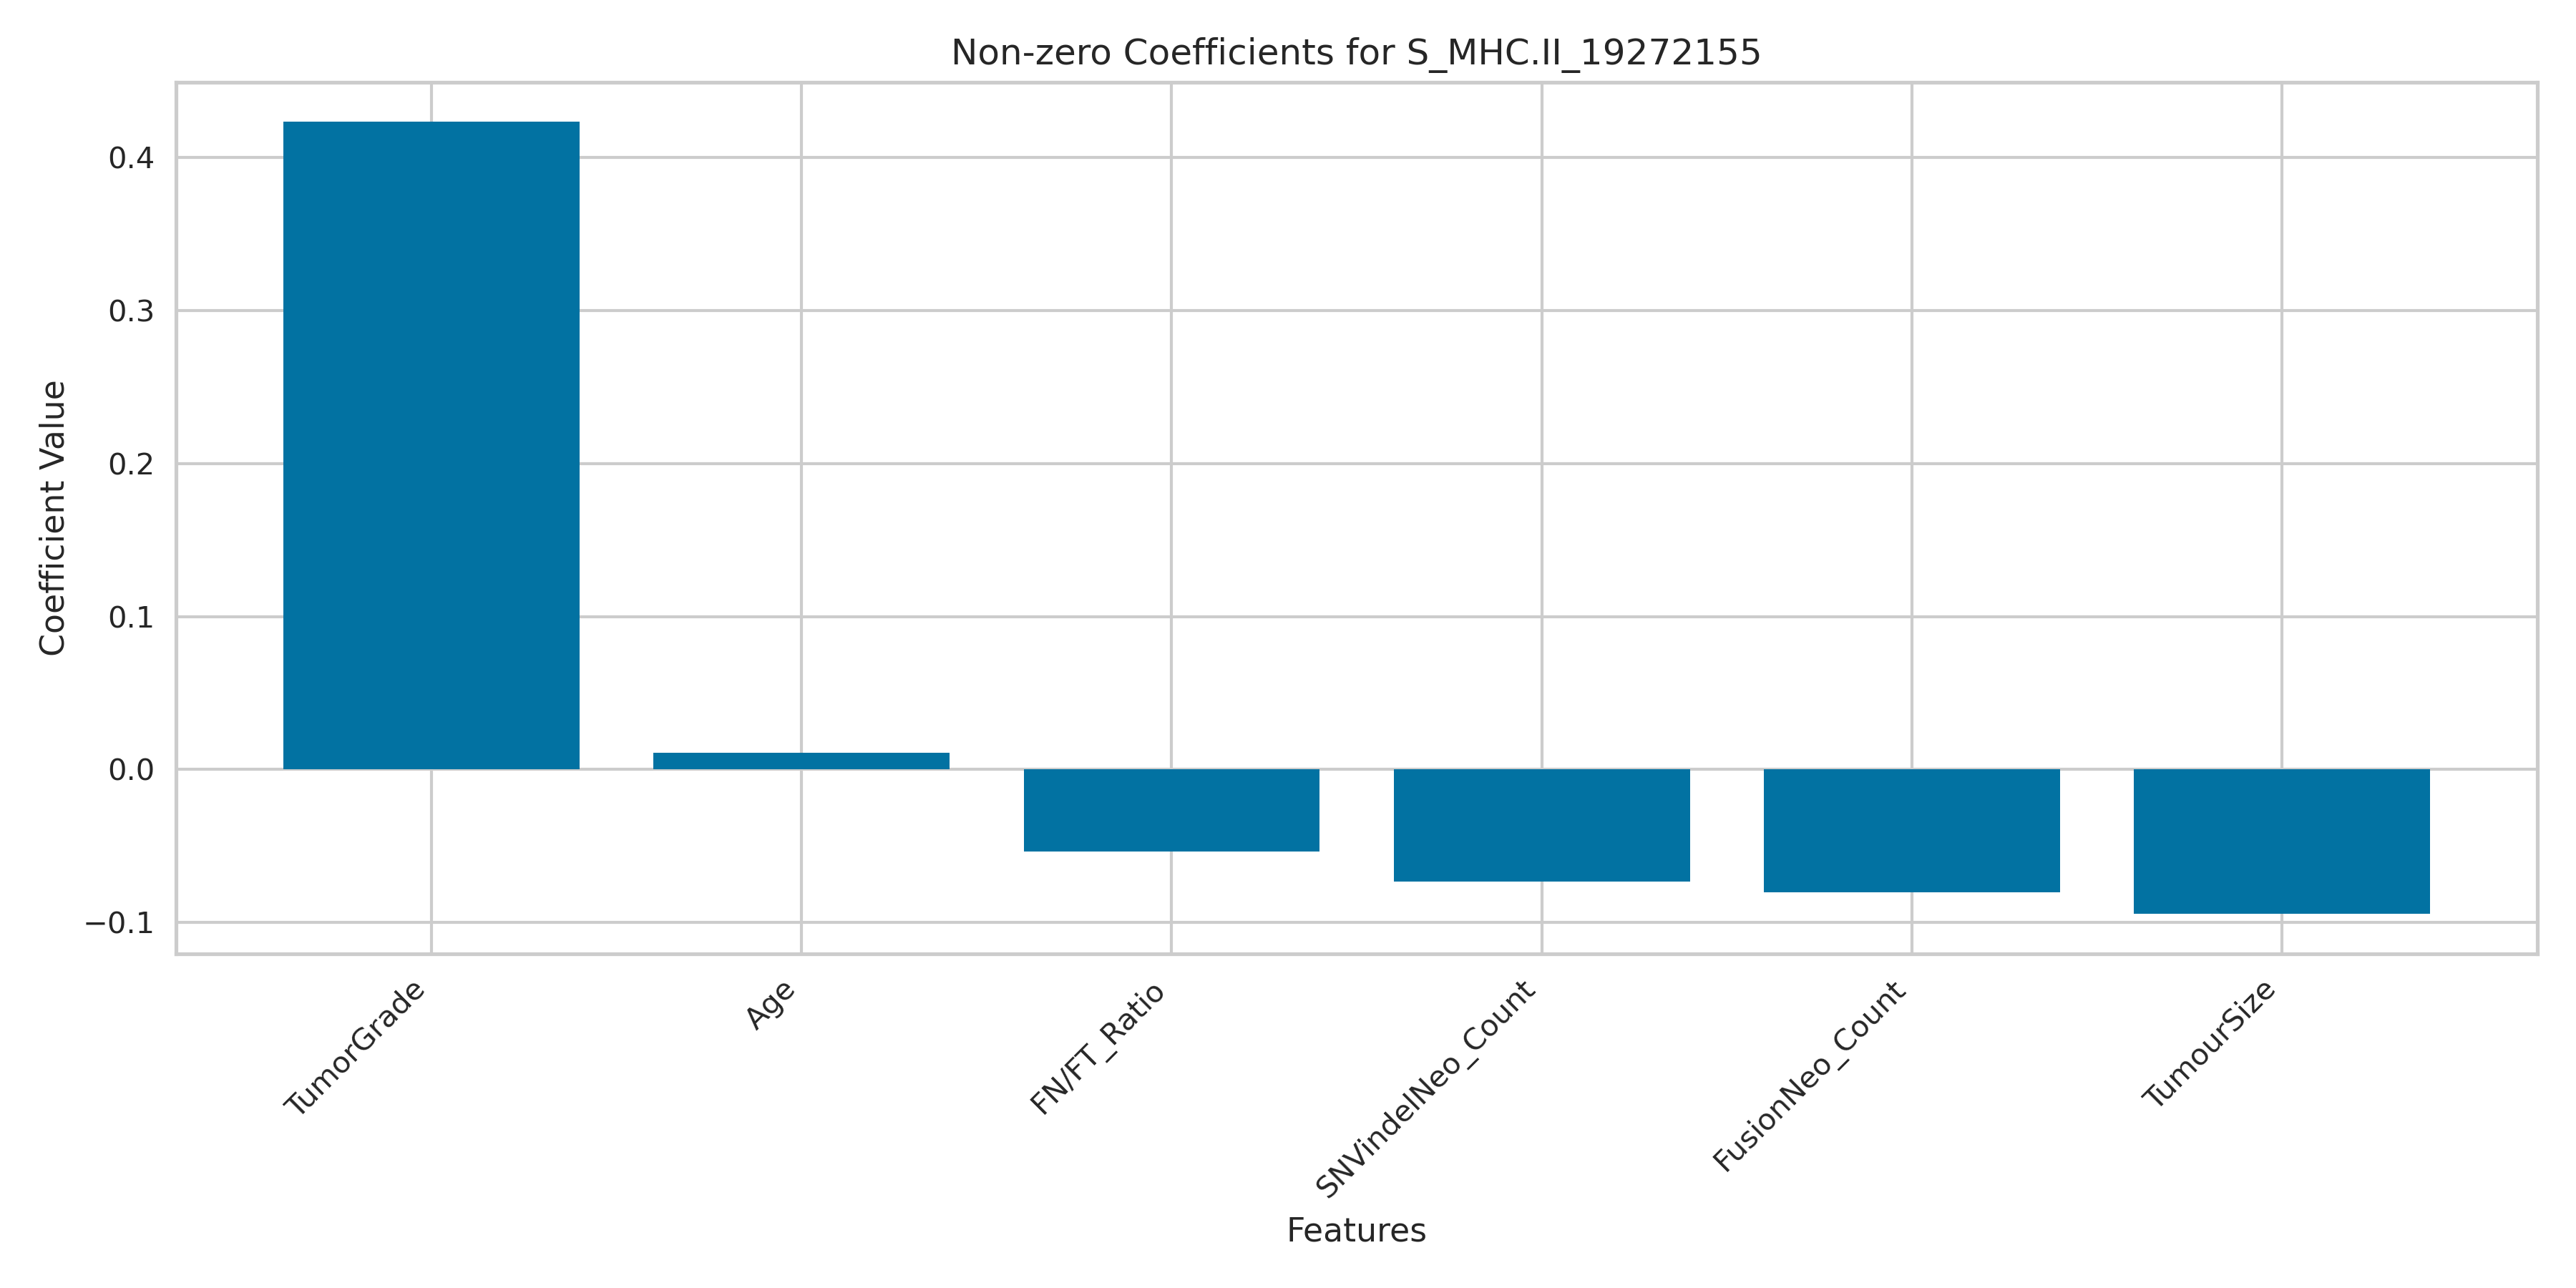 Non-zero Coefficients for S_MHC.II_19272155
Coefficient Value
0.4
0.3
0.2
0.1
0.0
−0.1
TumorGrade
Age
FN/FT_Ratio
SNVindelNeo_Count
FusionNeo_Count
TumourSize
Features